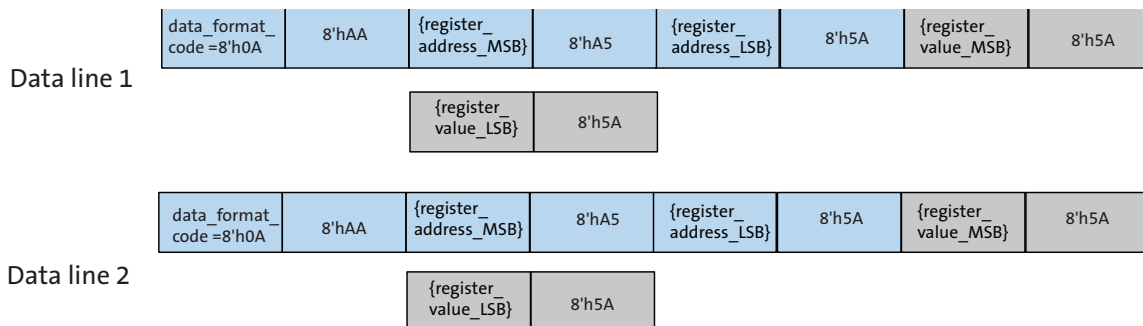 data_format_ code =8'h0A 8'hAA {register_ address_MSB} 8'hA5 {register_ address_LSB} 8'h5A {register_ value_MSB} 8'h5A
Data line 1
{register_ value_LSB} 8'h5A
data_format_ code =8'h0A 8'hAA {register_ address_MSB} 8'hA5 {register_ address_LSB} 8'h5A {register_ value_MSB} 8'h5A
Data line 2
{register_ value_LSB} 8'h5A